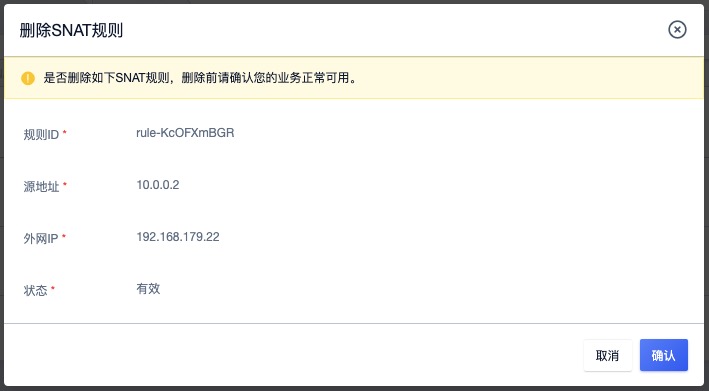 删除SNAT规则
是否删除如下SNAT规则，删除前请确认您的业务正常可用。
规则ID * rule-KcOFXmBGR
源地址 * 10.0.0.2
外网IP * 192.168.179.22
状态 * 有效
取消 确认